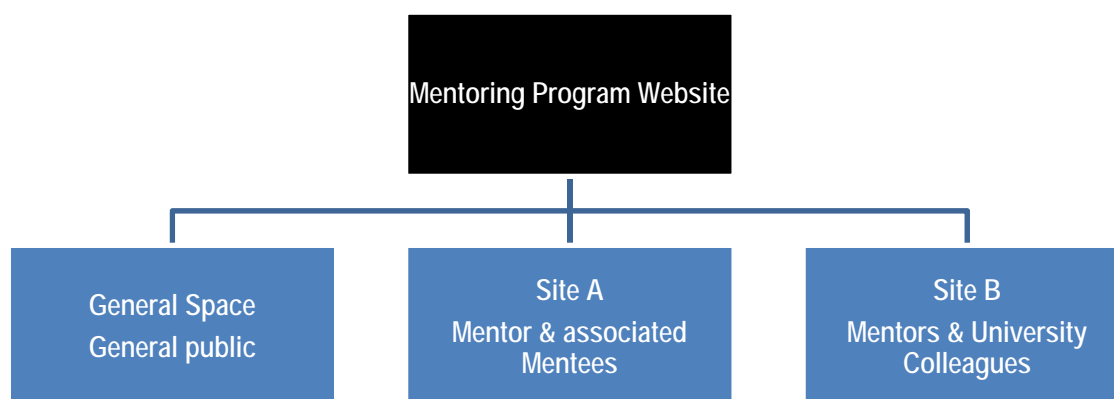 Mentoring Program Website
General Space
General public
Site A
Mentor & associated
Mentees
Site B
Mentors & University
Colleagues